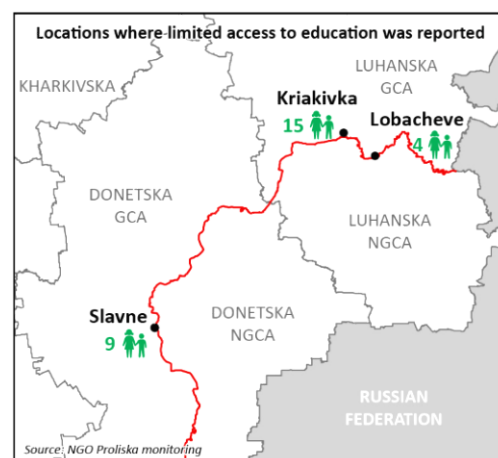 Locations where limited access to education was reported
KHARKIVSKA
LUHANSKA
GCA
Kriakivka
15
Lobacheve
4
DONETSKA
GCA
LUHANSKA
NGCA
Slavne
9
DONETSKA
NGCA
RUSSIAN
FEDERATION
Source: NGO Proliska monitoring